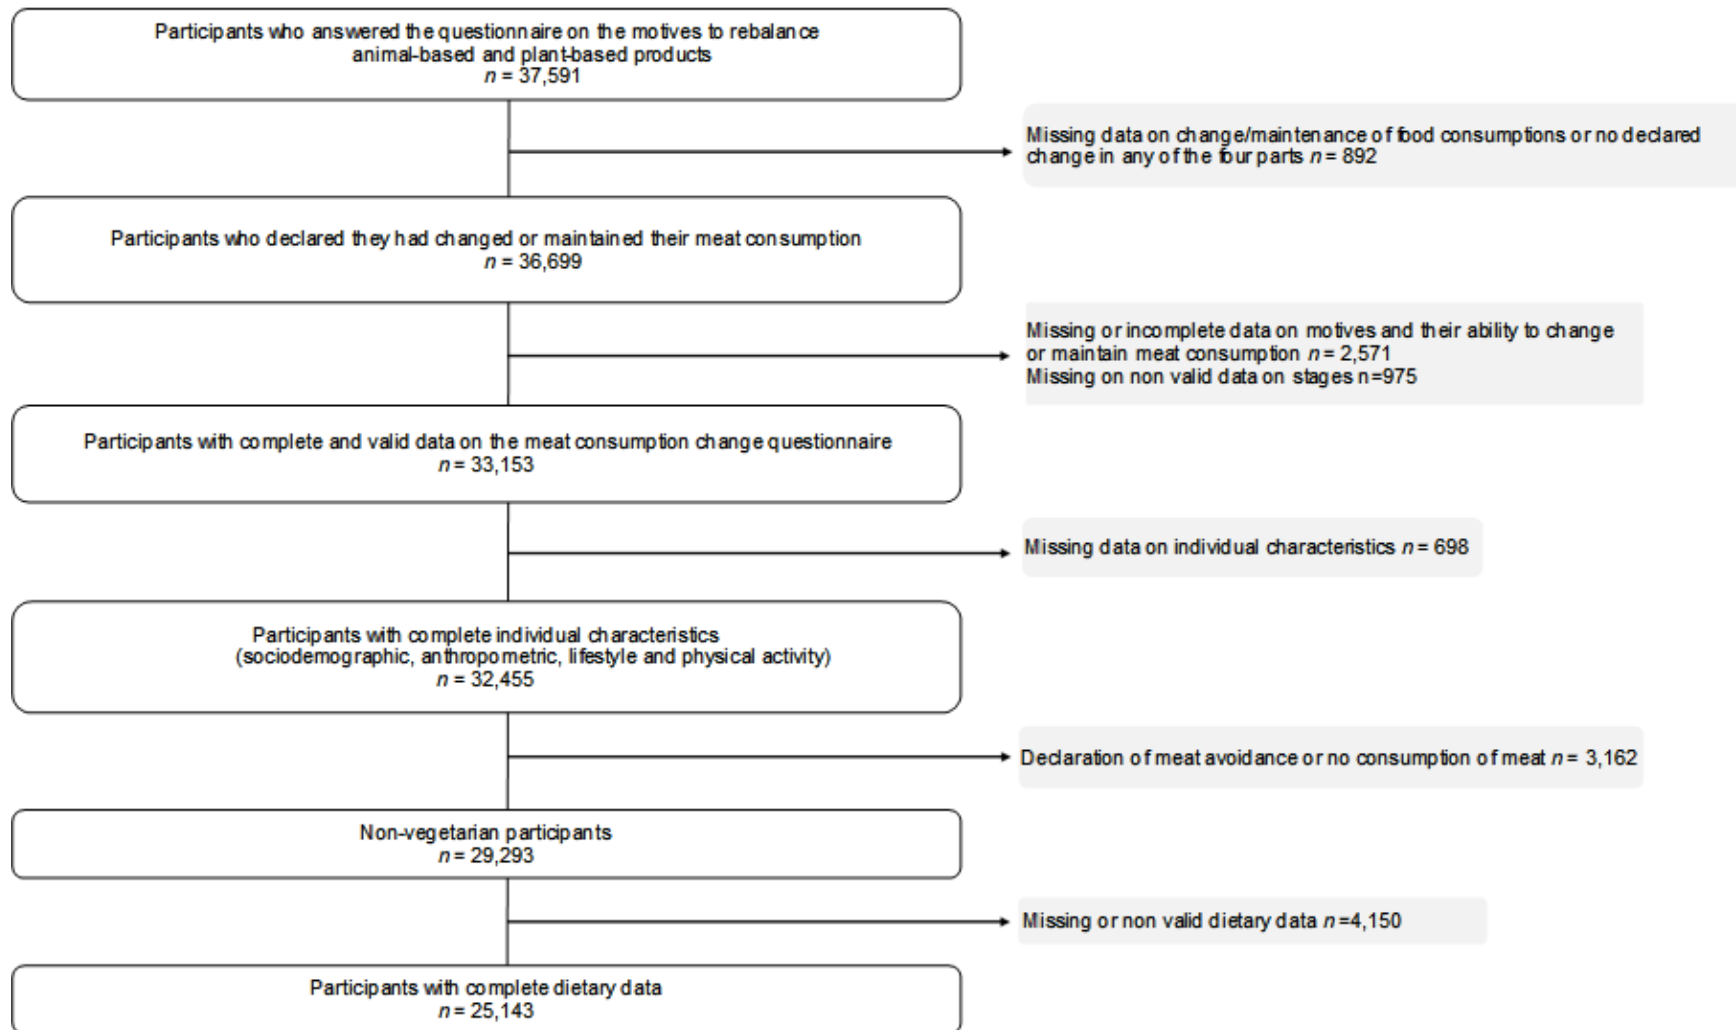 Participants who answered the questionnaire on the motives to rebalance
animal-based and plant-based products
n = 37,591
Missing data on change/maintenance of food consumptions or no declared
change in any of the four parts n = 892
Participants who declared they had changed or maintained their meat consumption
n = 36,699
Missing or incomplete data on motives and their ability to change
or maintain meat consumption n = 2,571
Missing on non valid data on stages n=975
Participants with complete and valid data on the meat consumption change questionnaire
n = 33,153
Missing data on individual characteristics n = 698
Participants with complete individual characteristics
(sociodemographic, anthropometric, lifestyle and physical activity)
n = 32,455
Declaration of meat avoidance or no consumption of meat n = 3,162
Non-vegetarian participants
n = 29,293
Missing or non valid dietary data n =4,150
Participants with complete dietary data
n = 25,143